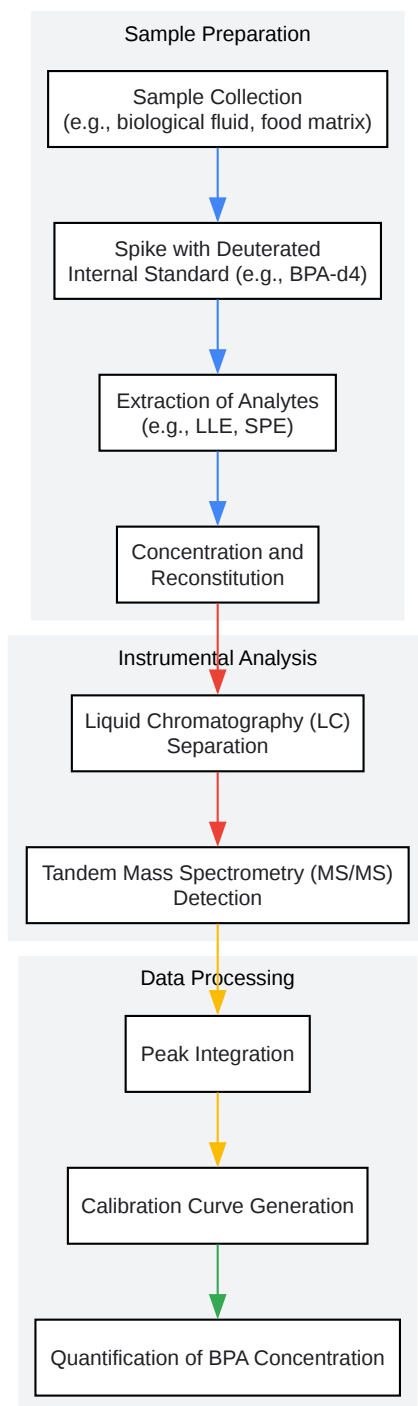 Sample Preparation
Sample Collection
(e.g., biological fluid, food matrix)
Spike with Deuterated
Internal Standard (e.g., BPA-d4)
Extraction of Analytes
(e.g., LLE, SPE)
Concentration and
Reconstitution
Instrumental Analysis
Liquid Chromatography (LC)
Separation
Tandem Mass Spectrometry (MS/MS)
Detection
Data Processing
Peak Integration
Calibration Curve Generation
Quantification of BPA Concentration